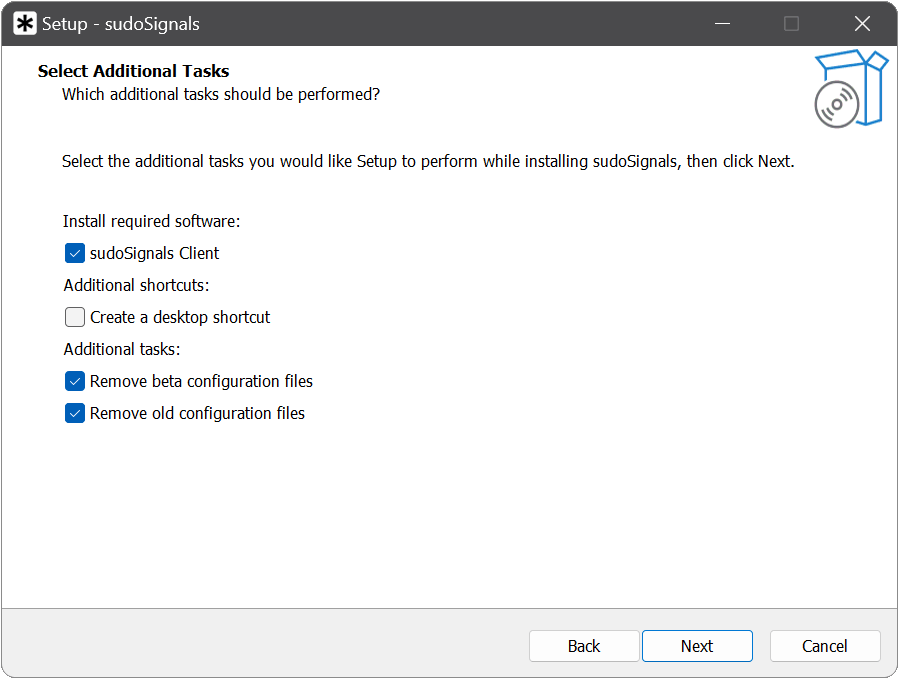 Setup - sudoSignals
Select Additional Tasks
Which additional tasks should be performed?
Select the additional tasks you would like Setup to perform while installing sudoSignals, then click Next.
Install required software:
sudoSignals Client
Additional shortcuts:
Create a desktop shortcut
Additional tasks:
Remove beta configuration files
Remove old configuration files
Back Next Cancel